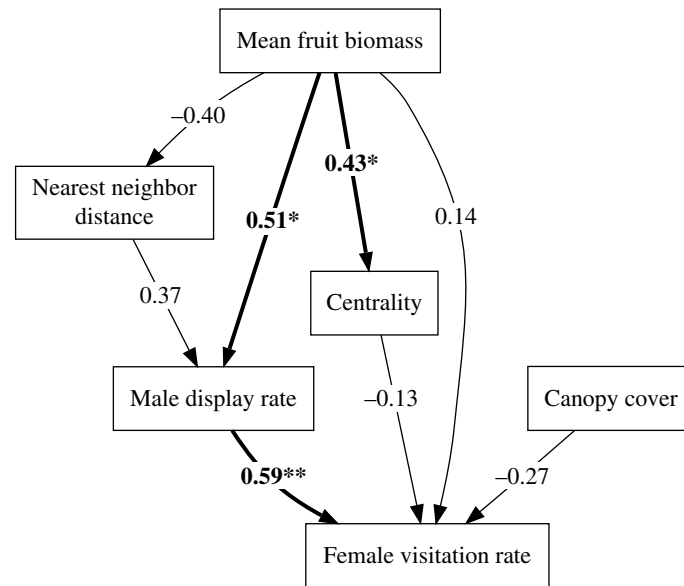 Mean fruit biomass
–0.40
0.43*
Nearest neighbor
distance
0.51*
0.14
0.37
Centrality
Male display rate
–0.13
Canopy cover
0.59**
–0.27
Female visitation rate